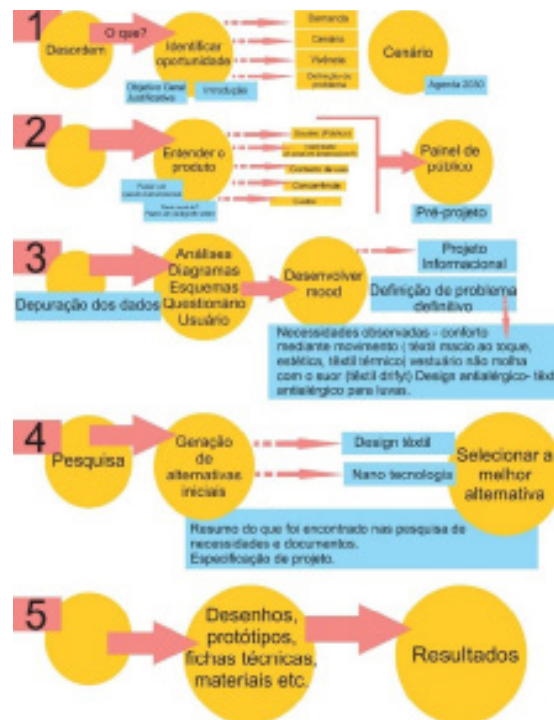 1
Desordem
O que?
Identificar
oportunidade
Demanda
Cenário
Vivência
Definição de
problema
Cenário
Agenda 2030
Objetivo Geral
Justificativa
Introdução
2
Entender o
produto
Contexto de uso
Concorrência
Painel de
público
Pré-projeto
3
Depuração dos dados
Análises
Diagramas
Esquemas
Questionário
Usuário
Desenvolver
mood
Projeto
Informacional
Definição de problema
definitivo
Necessidades observadas - conforto
mediante movimento ( têxtil macio ao toque,
estética, têxtil térmico) vestuário não molha
com o suor (têxtil drifyt) Design antialérgico- têxtil
antialérgico para luvas.
4
Pesquisa
Geração
de
alternativas
iniciais
Design têxtil
Nano tecnologia
Selecionar a
melhor
alternativa
Resumo do que foi encontrado nas pesquisa de
necessidades e documentos.
Especificação de projeto.
5
Desenhos,
protótipos,
fichas técnicas,
materiais etc.
Resultados